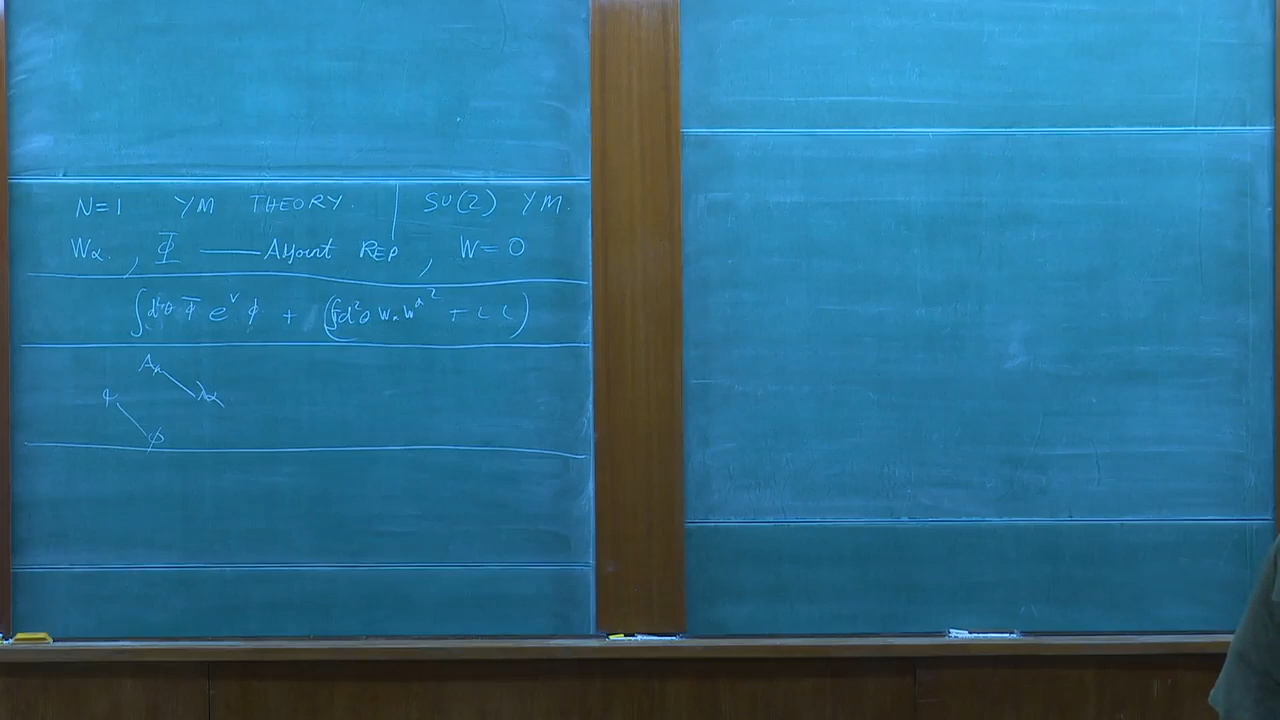 N=1 YM THEORY. | SU(2) YM.
Wα, Φ — Adjoint REP, W=0
∫d⁴θ Φ̄ e^V φ + (∫d²θ WαW^α² + c c)
Aμ
ψ λα
φ